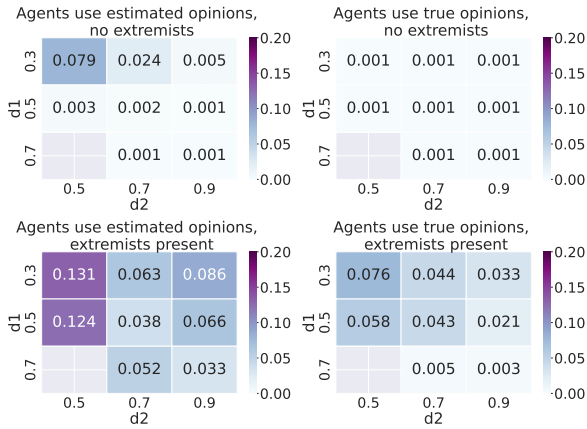 Agents use estimated opinions,
no extremists
0.3 0.079 0.024 0.005
d1 0.5 0.003 0.002 0.001
0.7 0.001 0.001
0.5 0.7 0.9
d2
0.20
0.15
0.10
0.05
0.00
Agents use true opinions,
no extremists
0.3 0.001 0.001 0.001
d1 0.5 0.001 0.001 0.001
0.7 0.001 0.001
0.5 0.7 0.9
d2
0.20
0.15
0.10
0.05
0.00
Agents use estimated opinions,
extremists present
0.3 0.131 0.063 0.086
d1 0.5 0.124 0.038 0.066
0.7 0.052 0.033
0.5 0.7 0.9
d2
0.20
0.15
0.10
0.05
0.00
Agents use true opinions,
extremists present
0.3 0.076 0.044 0.033
d1 0.5 0.058 0.043 0.021
0.7 0.005 0.003
0.5 0.7 0.9
d2
0.20
0.15
0.10
0.05
0.00